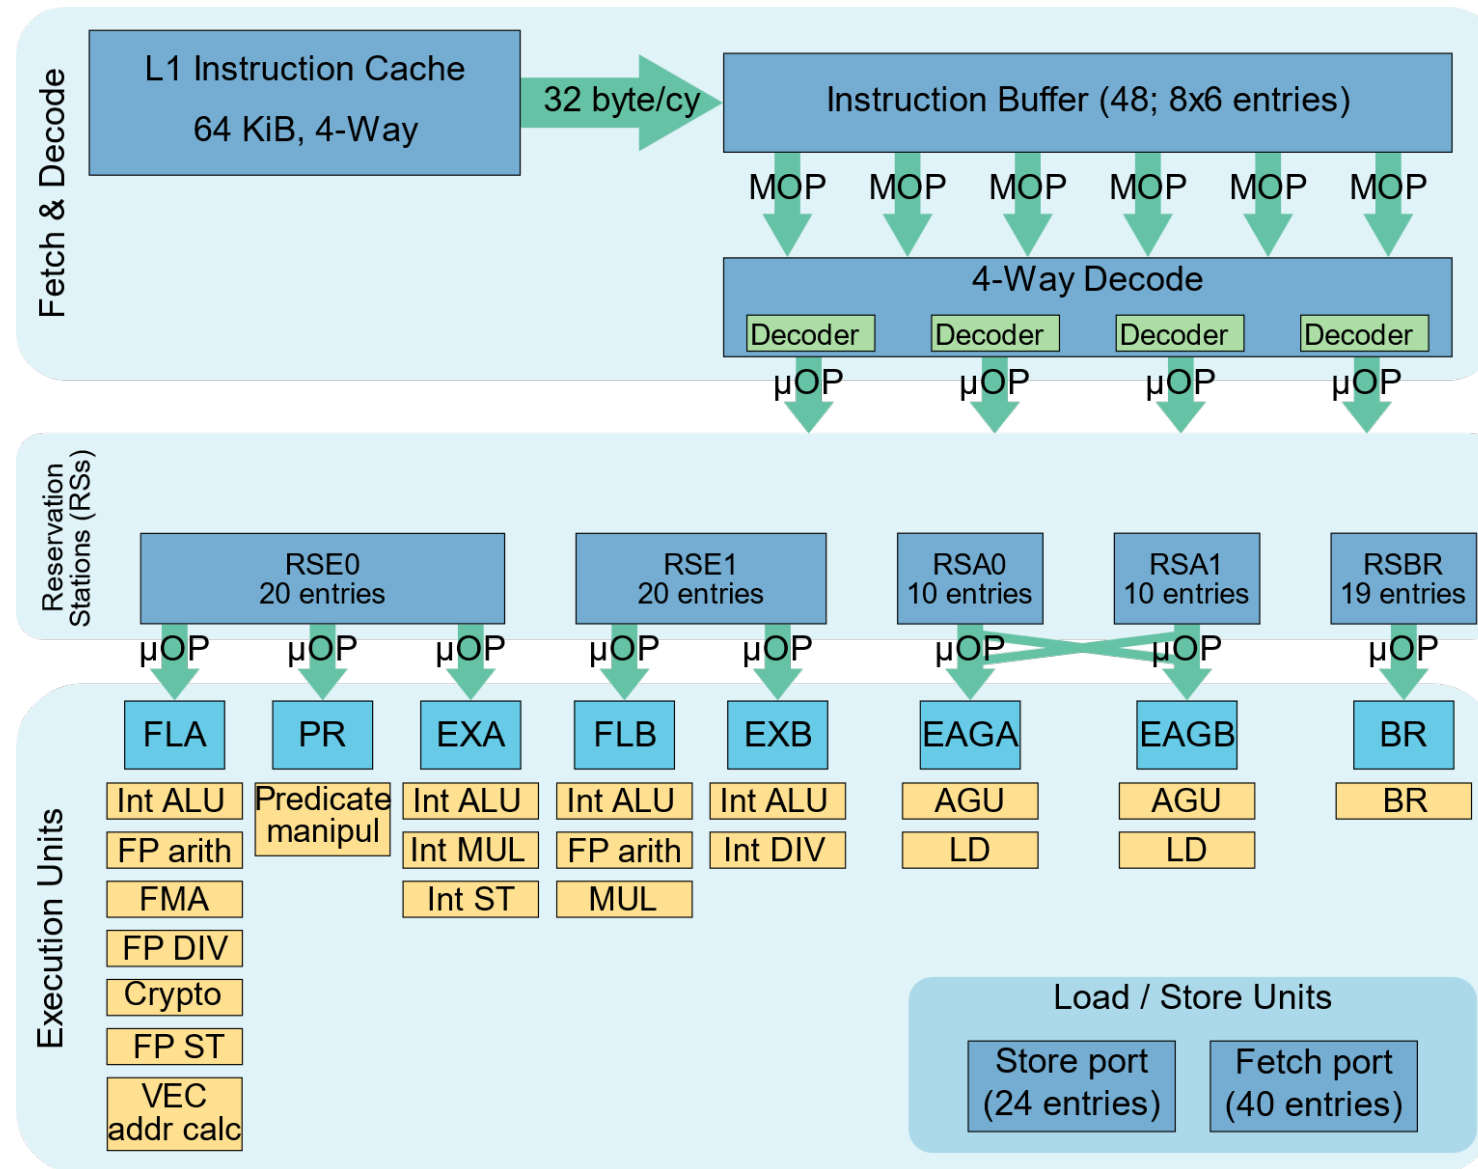 Fetch & Decode
L1 Instruction Cache
64 KiB, 4-Way
32 byte/cy
Instruction Buffer (48; 8x6 entries)
MOP MOP MOP MOP MOP MOP
4-Way Decode
Decoder Decoder Decoder Decoder
μOP μOP μOP μOP
Reservation
Stations (RSs)
RSE0
20 entries
RSE1
20 entries
RSA0
10 entries
RSA1
10 entries
RSBR
19 entries
μOP μOP μOP μOP μOP μOP μOP μOP
Execution Units
FLA
Int ALU
FP arith
FMA
FP DIV
Crypto
FP ST
VEC
addr calc
PR
Predicate
manipul
EXA
Int ALU
Int MUL
Int ST
FLB
Int ALU
FP arith
MUL
EXB
Int ALU
Int DIV
EAGA
AGU
LD
EAGB
AGU
LD
BR
BR
Load / Store Units
Store port
(24 entries)
Fetch port
(40 entries)